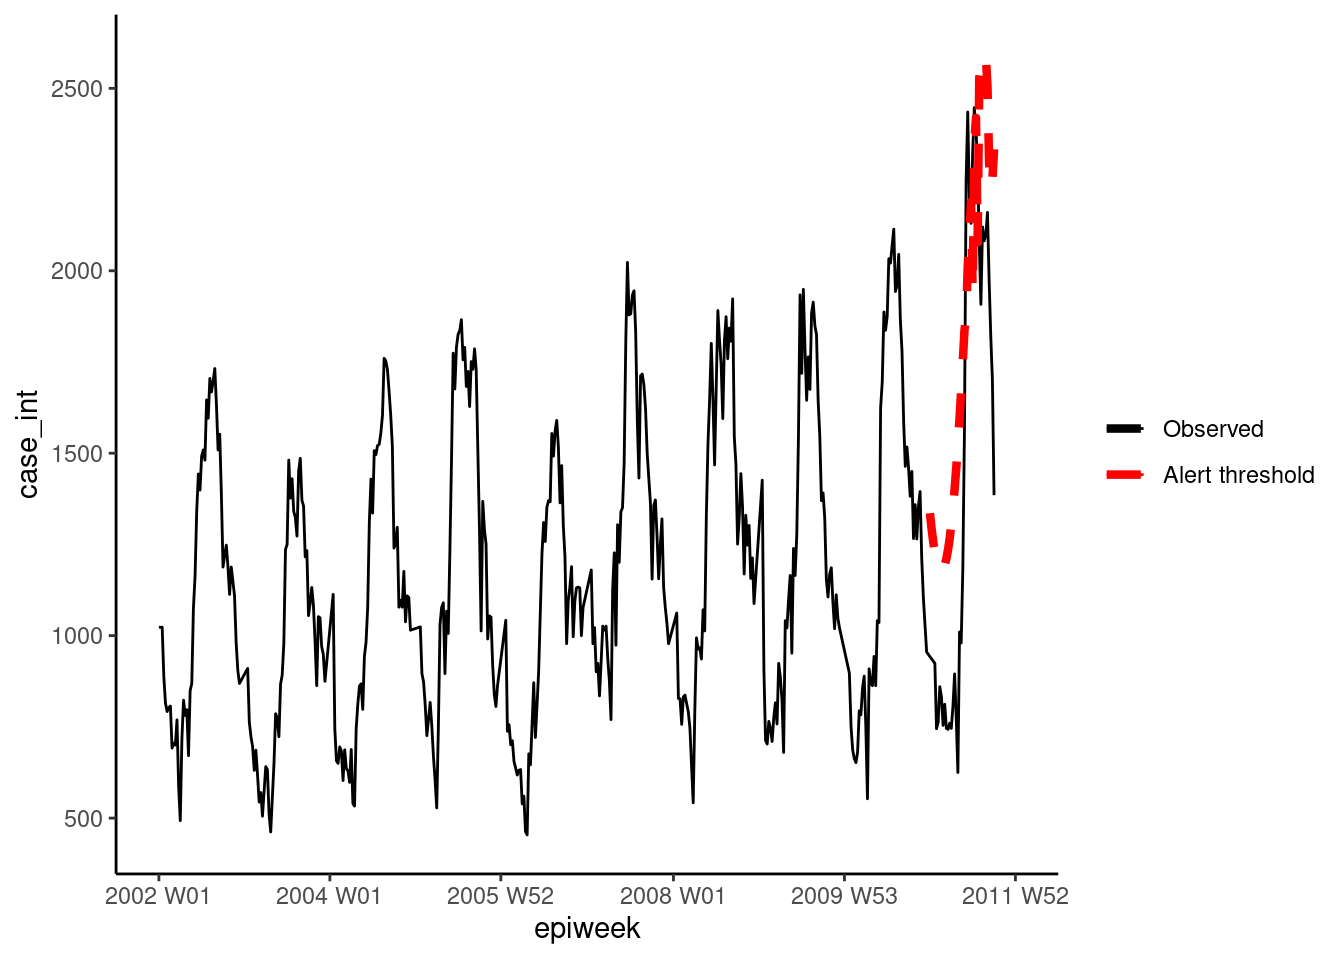 2500
2000
1500
1000
500
case_int
2002 W01
2004 W01
2005 W52
2008 W01
2009 W53
2011 W52
epiweek
Observed
Alert threshold